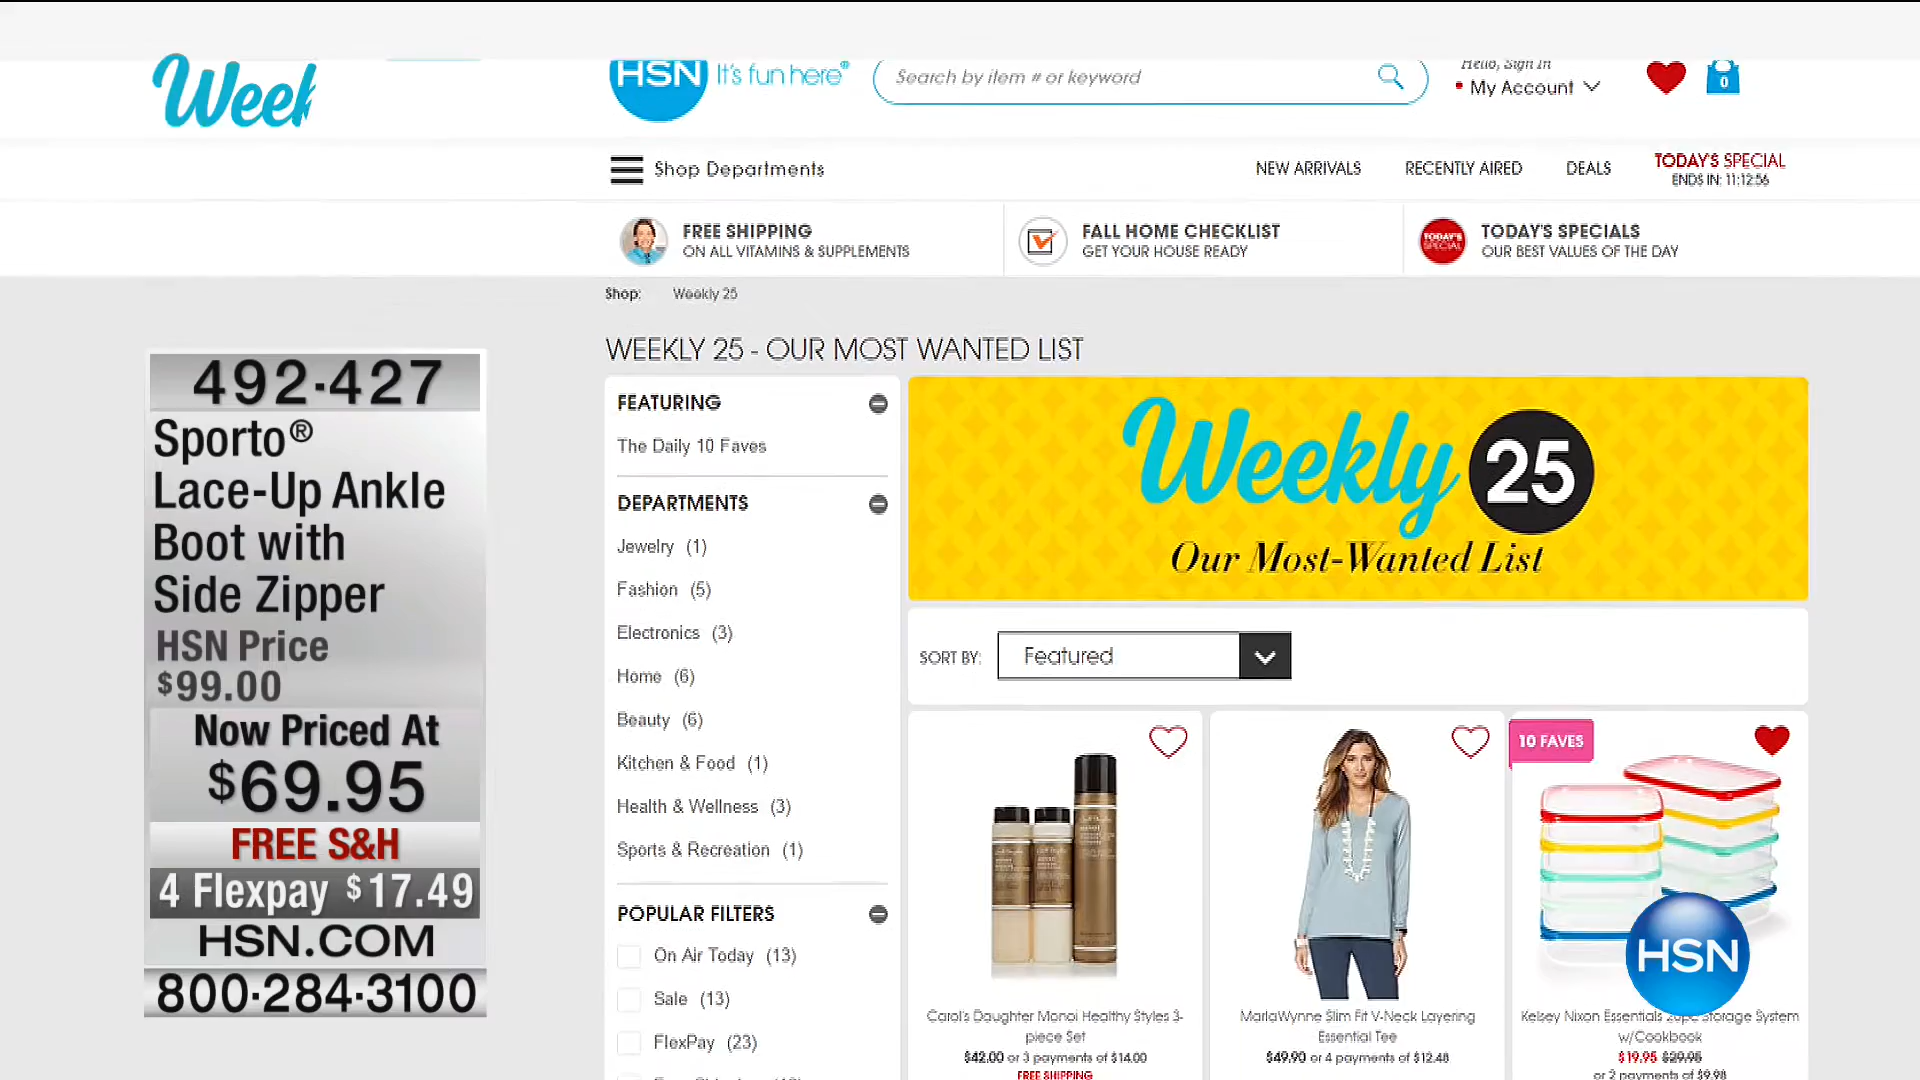 Week
HSN It's fun here®
Search by item # or keyword
Hello, Sign In
My Account
0
Shop Departments
NEW ARRIVALS
RECENTLY AIRED
DEALS
TODAY'S SPECIAL
ENDS IN: 11:12:56
FREE SHIPPING
ON ALL VITAMINS & SUPPLEMENTS
FALL HOME CHECKLIST
GET YOUR HOUSE READY
TODAY'S SPECIAL
TODAY'S SPECIALS
OUR BEST VALUES OF THE DAY
Shop: Weekly 25
WEEKLY 25 - OUR MOST WANTED LIST
492·427
Sporto®
Lace-Up Ankle
Boot with
Side Zipper
HSN Price
$99.00
Now Priced At
$69.95
FREE S&H
4 Flexpay $17.49
HSN.COM
800·284·3100
FEATURING
The Daily 10 Faves
DEPARTMENTS
Jewelry (1)
Fashion (5)
Electronics (3)
Home (6)
Beauty (6)
Kitchen & Food (1)
Health & Wellness (3)
Sports & Recreation (1)
POPULAR FILTERS
On Air Today (13)
Sale (13)
FlexPay (23)
Weekly 25
Our Most-Wanted List
SORT BY: Featured
10 FAVES
HSN
Carol's Daughter Monoi Healthy Styles 3-
piece Set
$42.00 or 3 payments of $14.00
FREE SHIPPING
MarlaWynne Slim Fit V-Neck Layering
Essential Tee
$49.90 or 4 payments of $12.48
Kelsey Nixon Essentials 20pc Storage System
w/Cookbook
$19.95 $29.95
or 2 payments of $9.98